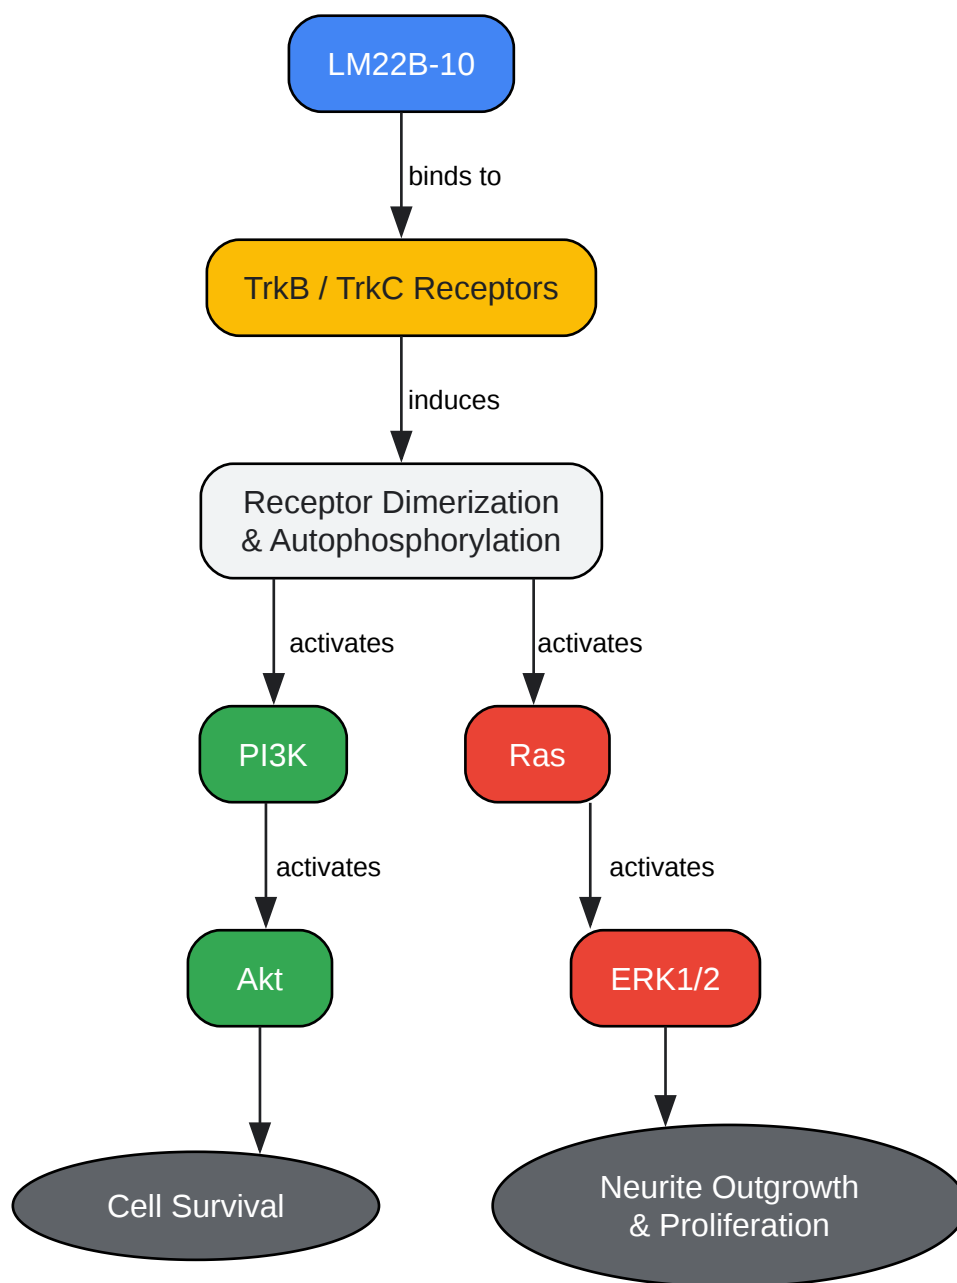 LM22B-10
binds to
TrkB / TrkC Receptors
induces
Receptor Dimerization
& Autophosphorylation
activates
activates
PI3K
Ras
activates
activates
Akt
ERK1/2
Cell Survival
Neurite Outgrowth
& Proliferation